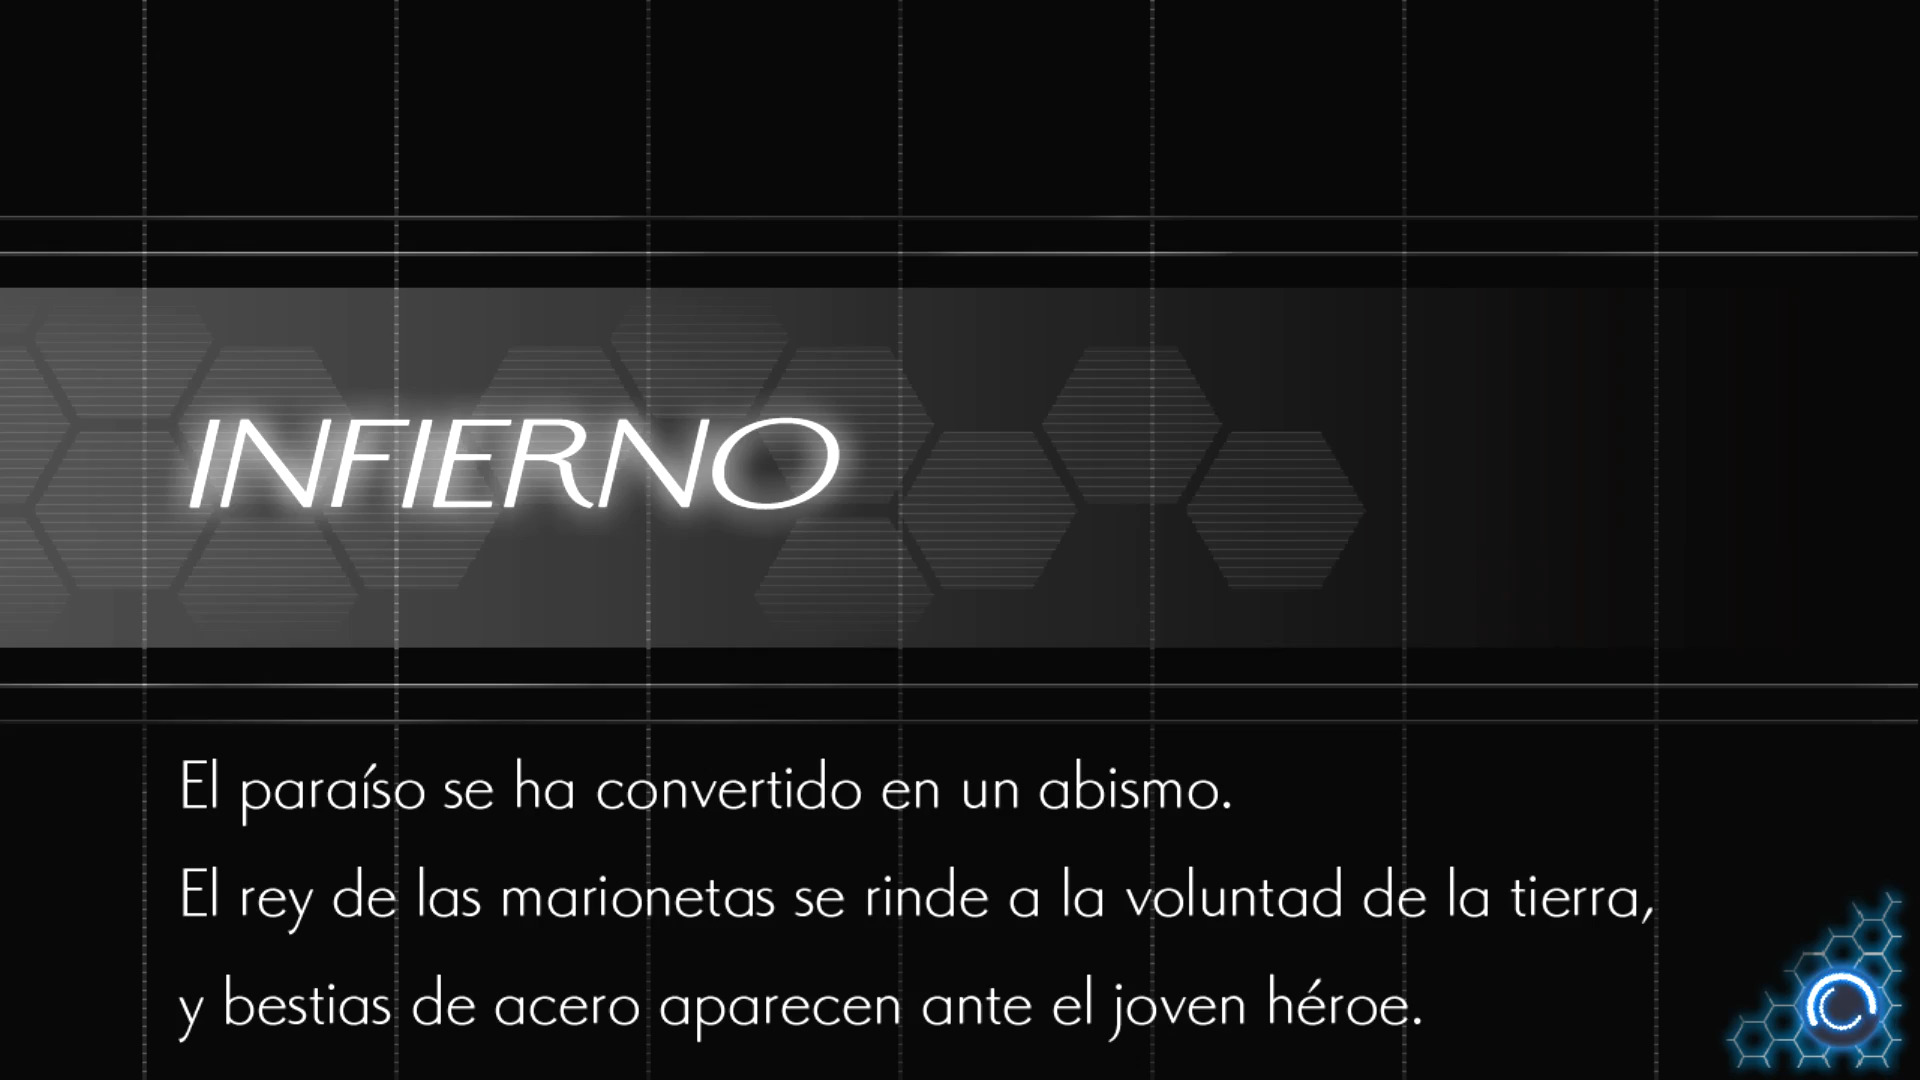 INFIERNO
El paraíso se ha convertido en un abismo.
El rey de las marionetas se rinde a la voluntad de la tierra,
y bestias de acero aparecen ante el joven héroe.